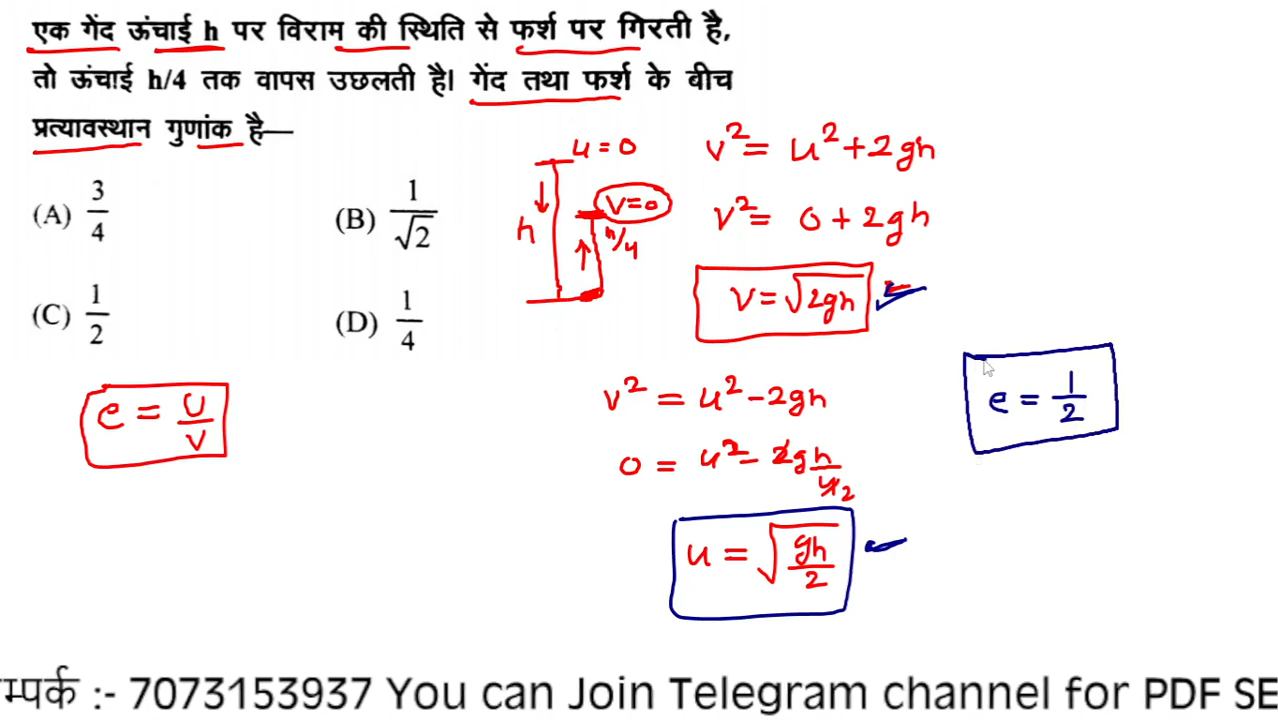 एक गेंद ऊंचाई h पर विराम की स्थिति से फर्श पर गिरती है,
तो ऊंचाई h/4 तक वापस उछलती है। गेंद तथा फर्श के बीच
प्रत्यावस्थान गुणांक है—
(A) 3/4
(B) 1/√2
(C) 1/2
(D) 1/4
e = u/v
u = 0
v=0
h
h/4
v² = u² + 2gh
v² = 0 + 2gh
v = √2gh
v² = u² - 2gh
0 = u² - 2gh/4 2
u = √gh/2
e = 1/2
म्पर्क :- 7073153937 You can Join Telegram channel for PDF SE